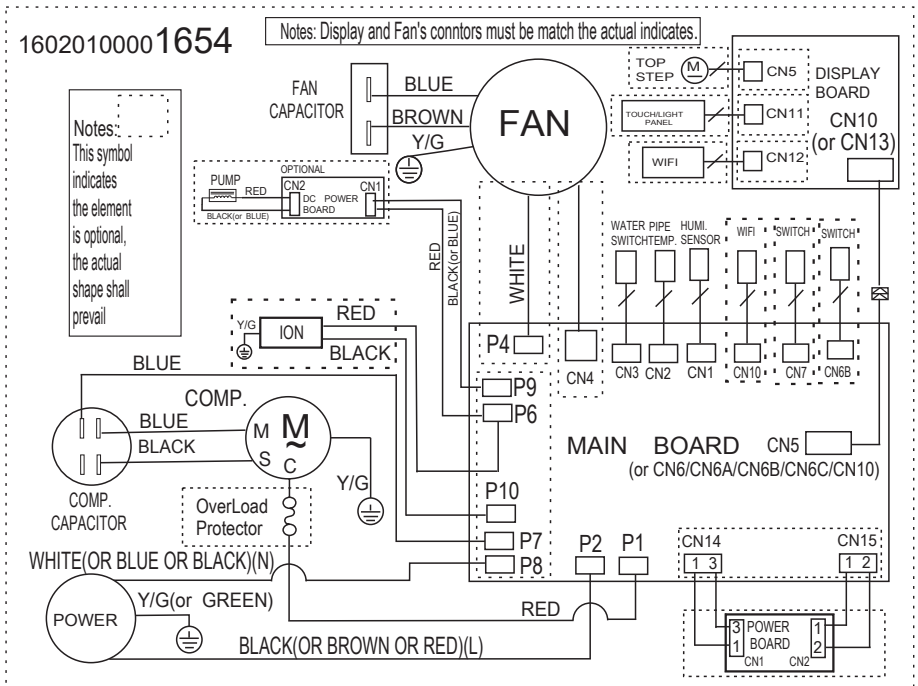 16020100001654
Notes: Display and Fan's conntors must be match the actual indicates.
Notes:
This symbol
indicates
the element
is optional,
the actual
shape shall
prevail
FAN
CAPACITOR
BLUE
BROWN
Y/G
FAN
TOP
STEP
M
CN5
TOUCH/LIGHT
PANEL
CN11
WIFI
CN12
DISPLAY
BOARD
CN10
(or CN13)
OPTIONAL
PUMP
RED
BLACK(or BLUE)
CN2
CN1
DC POWER
BOARD
RED
BLACK(or BLUE)
WHITE
WATER
SWITCH
PIPE
TEMP.
HUMI.
SENSOR
WIFI
SWITCH
SWITCH
CN3
CN2
CN1
CN10
CN7
CN6B
Y/G
ION
RED
BLACK
P4
CN4
P9
P6
P10
P7
P8
P2
P1
MAIN BOARD
CN5
(or CN6/CN6A/CN6B/CN6C/CN10)
BLUE
COMP.
BLUE
BLACK
M
S
C
M
~
Y/G
COMP.
CAPACITOR
OverLoad
Protector
WHITE(OR BLUE OR BLACK)(N)
Y/G(or GREEN)
POWER
BLACK(OR BROWN OR RED)(L)
RED
CN14
1 3
CN15
1 2
3
1
POWER
BOARD
CN1
CN2
1
2